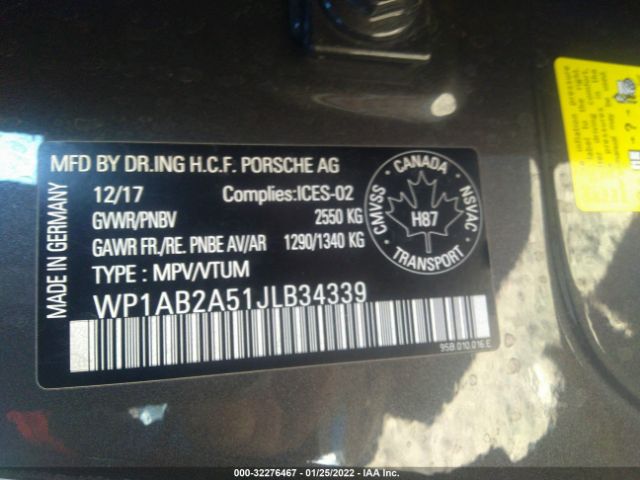 MFD BY DR.ING H.C.F. PORSCHE AG
MADE IN GERMANY
12/17 Complies:ICES-02
GVWR/PNBV 2550 KG
GAWR FR./RE. PNBE AV/AR 1290/1340 KG
TYPE : MPV/VTUM
WP1AB2A51JLB34339
95B.010.016.E
CANADA
CMVSS
NSVAC
H87
TRANSPORT
000-32276467 - 01/25/2022 - IAA Inc.